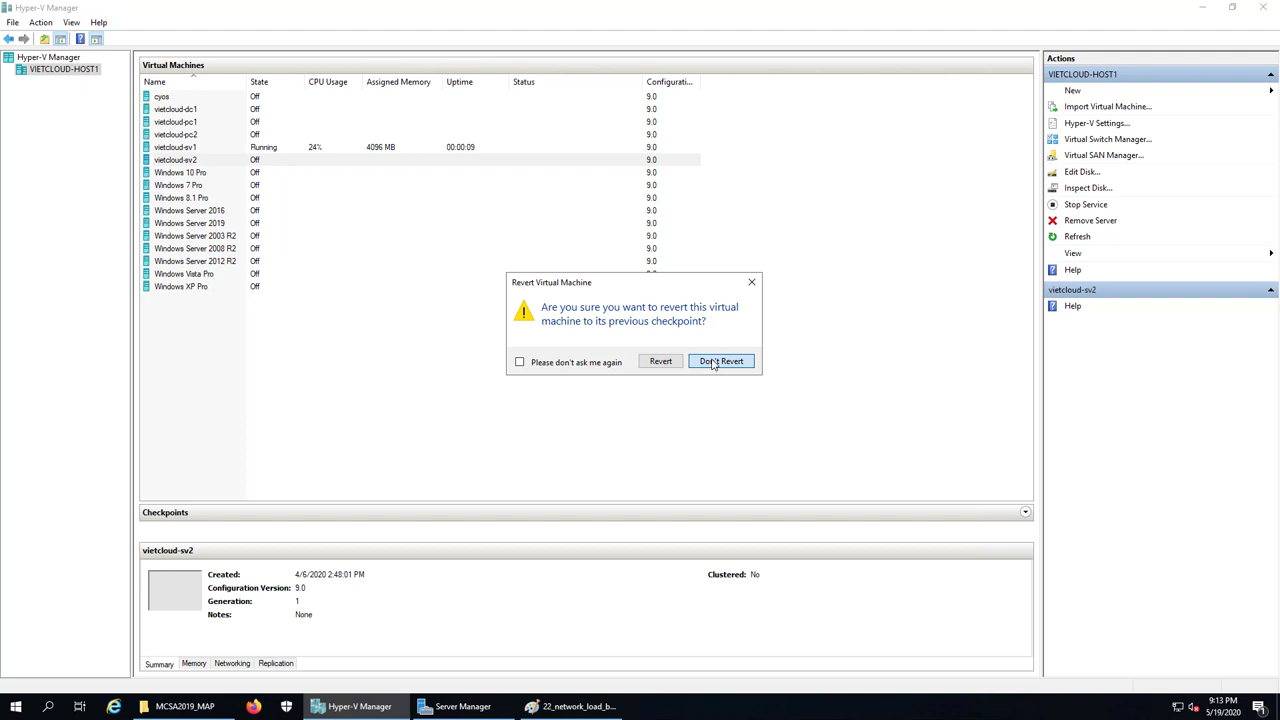 Hyper-V Manager
File Action View Help
Hyper-V Manager
VIETCLOUD-HOST1
Virtual Machines
Name State CPU Usage Assigned Memory Uptime Status Configurati...
cyos Off 9.0
vietcloud-dc1 Off 9.0
vietcloud-pc1 Off 9.0
vietcloud-pc2 Off 9.0
vietcloud-sv1 Running 24% 4096 MB 00:00:09 9.0
vietcloud-sv2 Off 9.0
Windows 10 Pro Off 9.0
Windows 7 Pro Off 9.0
Windows 8.1 Pro Off 9.0
Windows Server 2016 Off 9.0
Windows Server 2019 Off 9.0
Windows Server 2003 R2 Off 9.0
Windows Server 2008 R2 Off 9.0
Windows Server 2012 R2 Off 9.0
Windows Vista Pro Off 9.0
Windows XP Pro Off 9.0
Revert Virtual Machine
Are you sure you want to revert this virtual
machine to its previous checkpoint?
Please don't ask me again Revert Don't Revert
Checkpoints
vietcloud-sv2
Created: 4/6/2020 2:48:01 PM Clustered: No
Configuration Version: 9.0
Generation: 1
Notes: None
Summary Memory Networking Replication
Actions
VIETCLOUD-HOST1
New
Import Virtual Machine...
Hyper-V Settings...
Virtual Switch Manager...
Virtual SAN Manager...
Edit Disk...
Inspect Disk...
Stop Service
Remove Server
Refresh
View
Help
vietcloud-sv2
Help
MCSA2019_MAP Hyper-V Manager Server Manager 22_network_load_b... 9:13 PM
5/19/2020